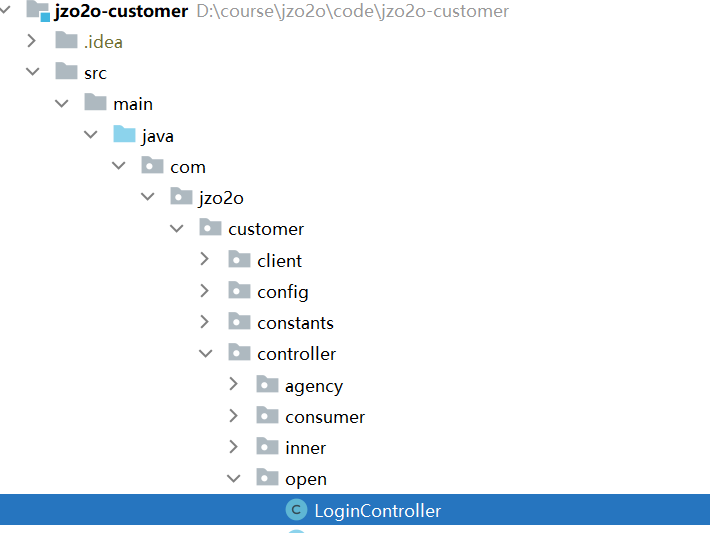 jzo2o-customer D:\course\jzo2o\code\jzo2o-customer
.idea
src
main
java
com
jzo2o
customer
client
config
constants
controller
agency
consumer
inner
open
C LoginController